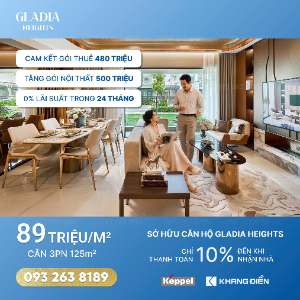 GLADIA
HEIGHTS
CAM KẾT GÓI THUÊ 480 TRIỆU
TẶNG GÓI NỘI THẤT 500 TRIỆU
0% LÃI SUẤT TRONG 24 THÁNG
89 TRIỆU/M²
CĂN 3PN 125m²
093 263 8189
SỞ HỮU CĂN HỘ GLADIA HEIGHTS
CHỈ THANH TOÁN 10% ĐẾN KHI NHẬN NHÀ
Keppel KHANG ĐIỀN